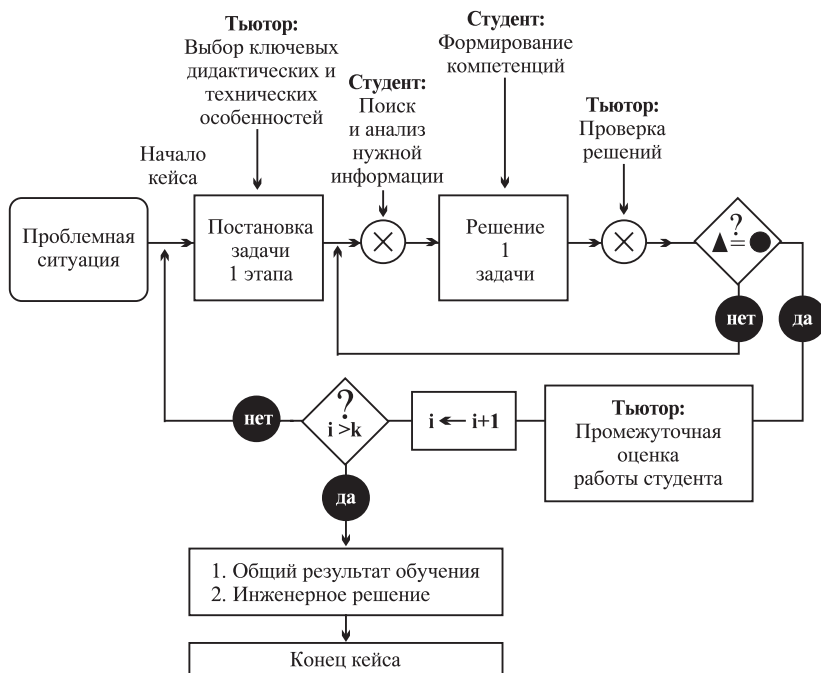 Тьютор:
Выбор ключевых
дидактических и
технических
особенностей
Студент:
Поиск
и анализ
нужной
информации
Студент:
Формирование
компетенций
Тьютор:
Проверка
решений
Начало
кейса
Проблемная
ситуация
Постановка
задачи
1 этапа
Решение
1
задачи
?
▲ = ●
нет
да
Тьютор:
Промежуточная
оценка
работы студента
i ← i+1
?
i >k
нет
да
1. Общий результат обучения
2. Инженерное решение
Конец кейса